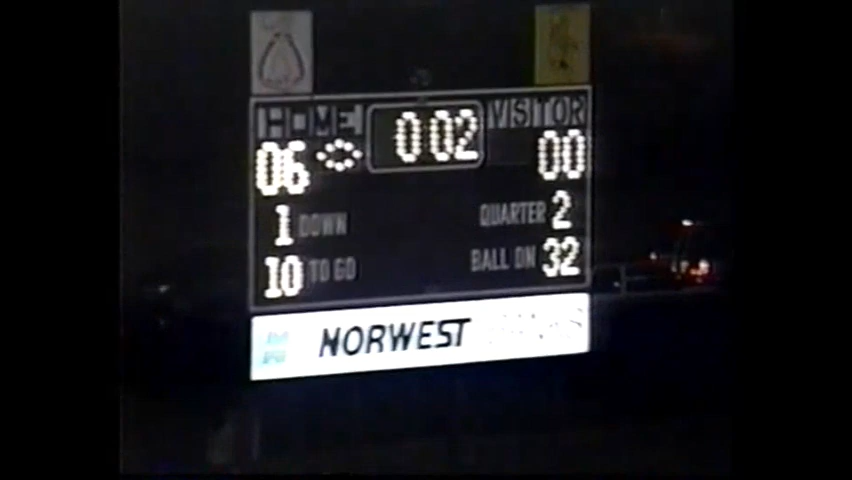 HOME 0 02 VISITOR
06 00
1 DOWN QUARTER 2
10 TO GO BALL ON 32
NORWEST